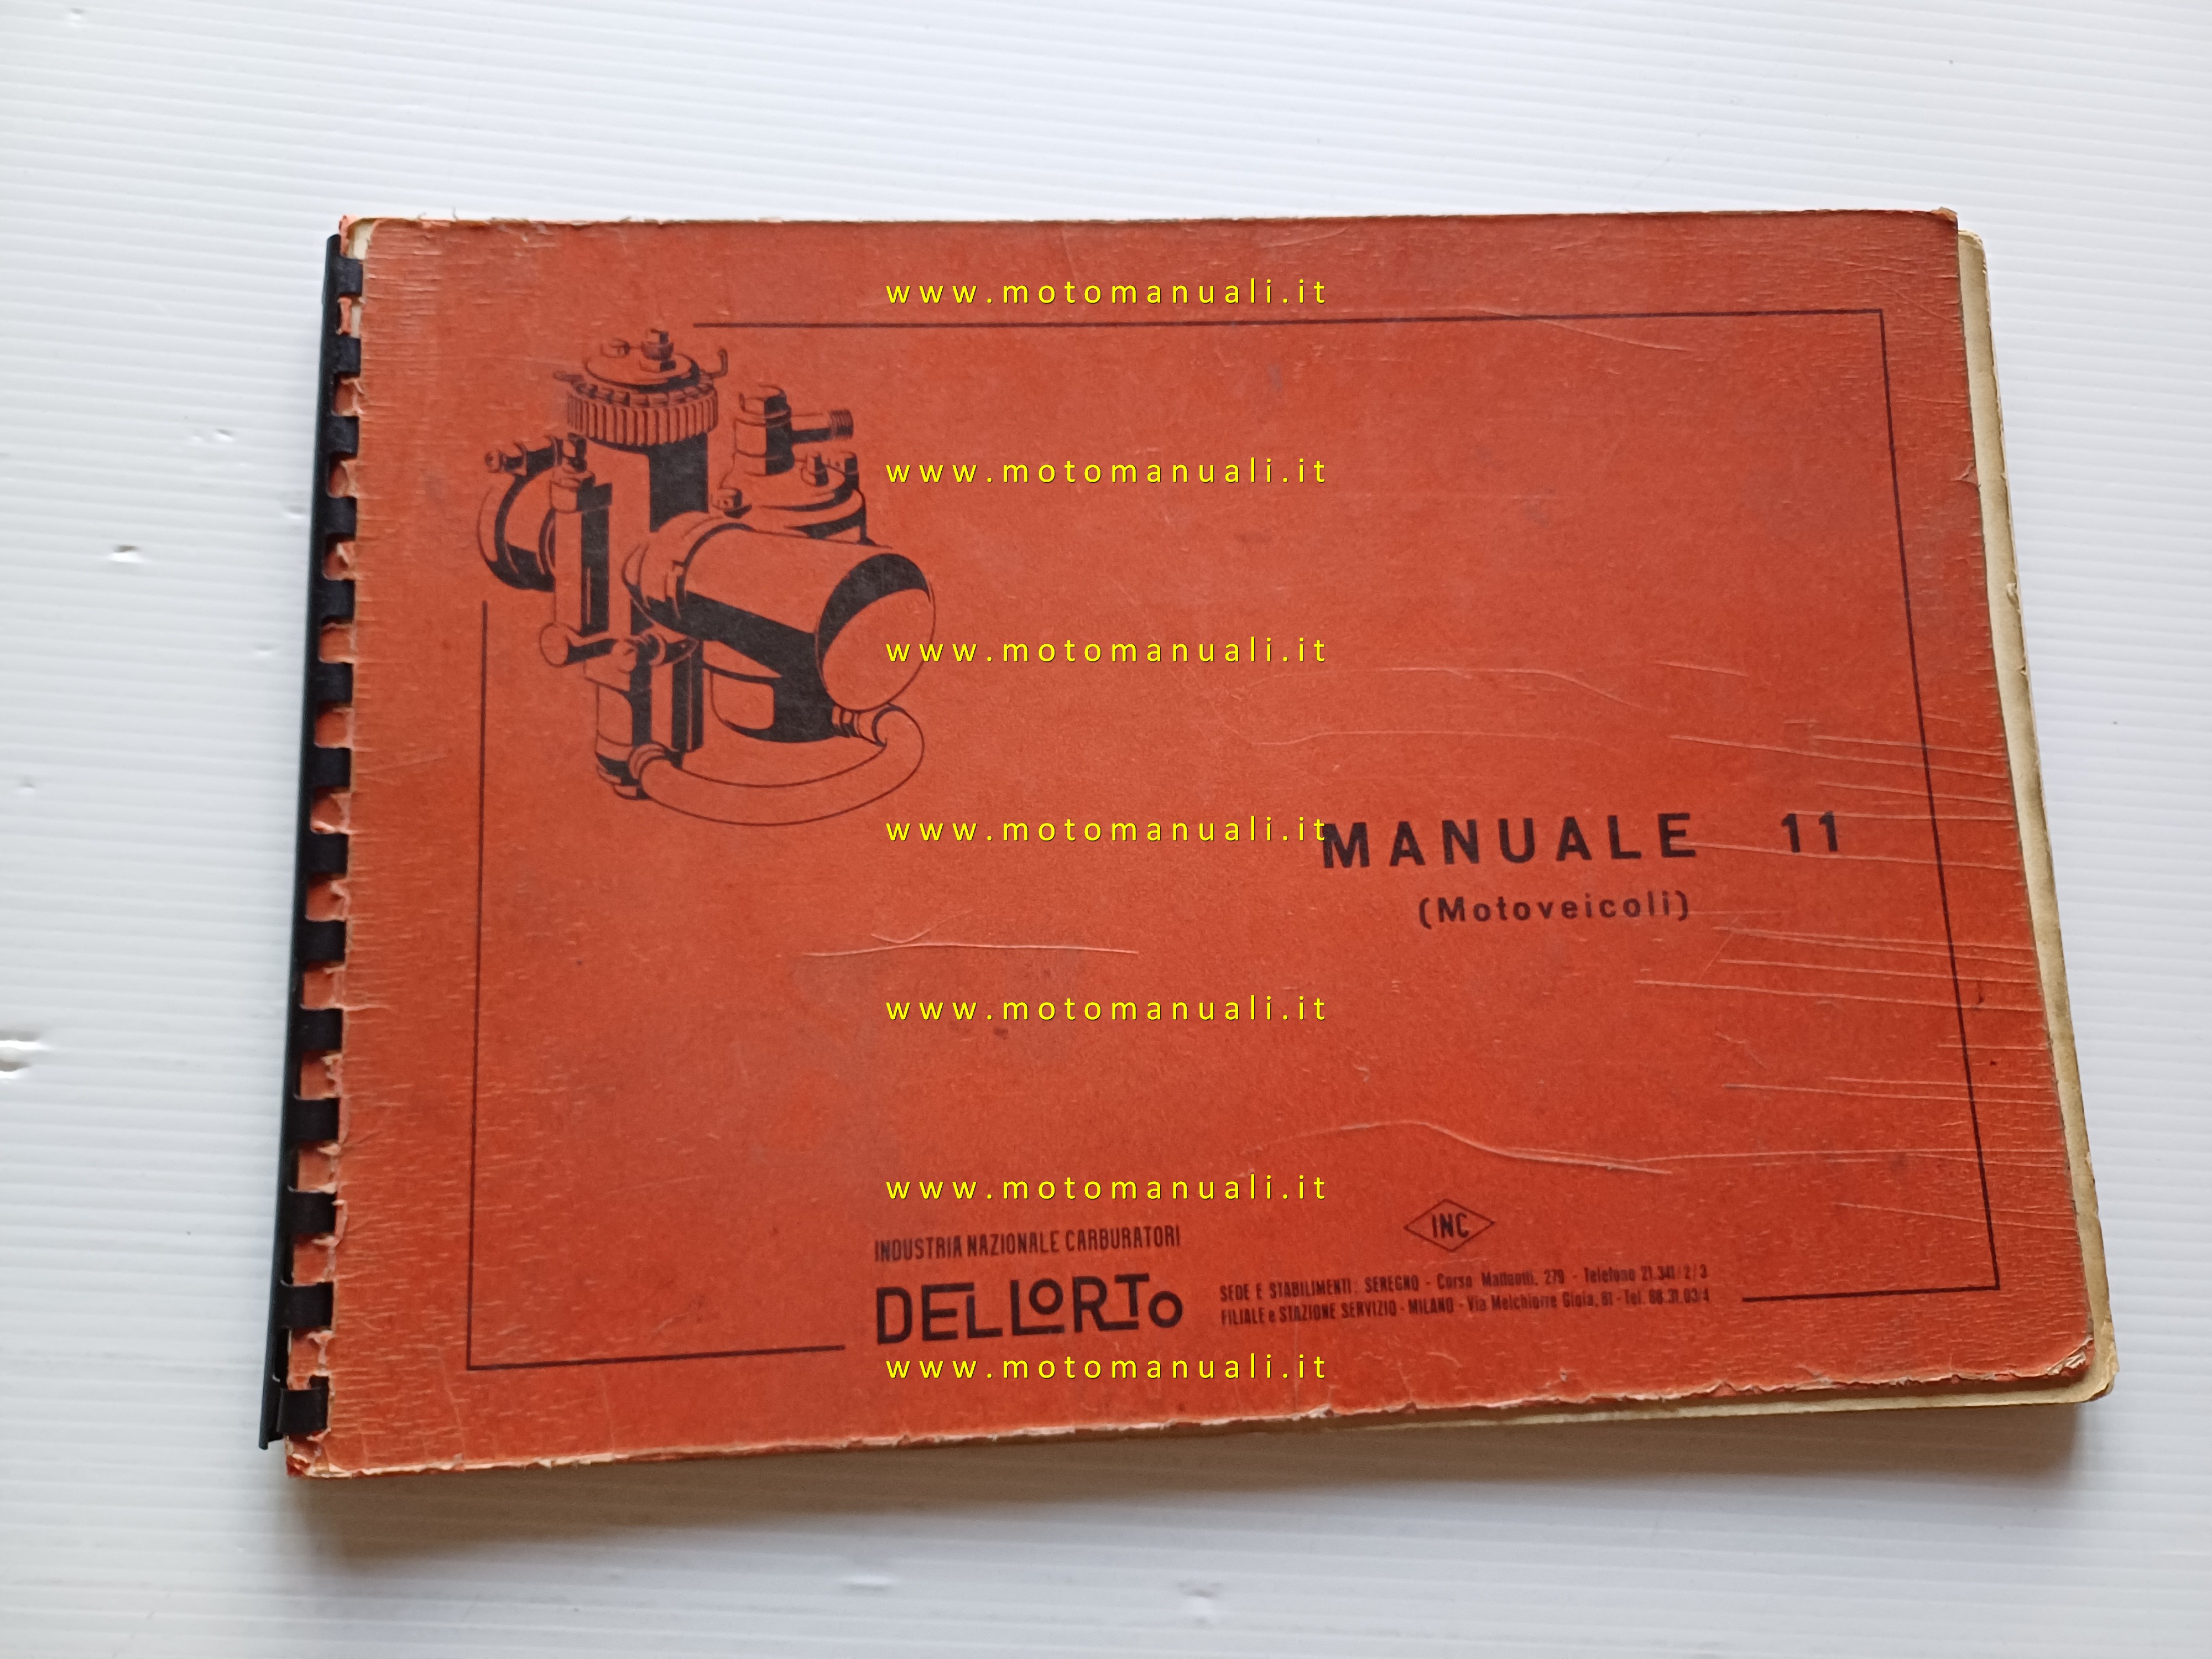 www.motomanuali.it
www.motomanuali.it
www.motomanuali.it
www.motomanuali.it
MANUALE 11
(Motoveicoli)
www.motomanuali.it
www.motomanuali.it
INC
INDUSTRIA NAZIONALE CARBURATORI
DELLORTO
SEDE E STABILIMENTI: SEREGNO - Corso Matteotti, 279 - Telefono 21.341/2/3
FILIALE e STAZIONE SERVIZIO - MILANO - Via Melchiorre Gioia, 61 - Tel. 68.31.03/4
www.motomanuali.it